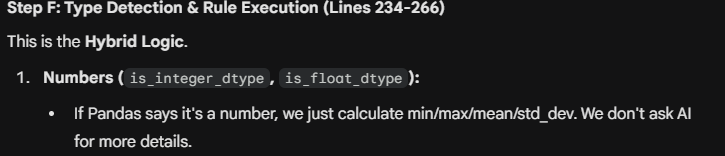 Step F: Type Detection & Rule Execution (Lines 234-266)
This is the Hybrid Logic.
1. Numbers ( is_integer_dtype , is_float_dtype ):
• If Pandas says it's a number, we just calculate min/max/mean/std_dev. We don't ask AI
for more details.